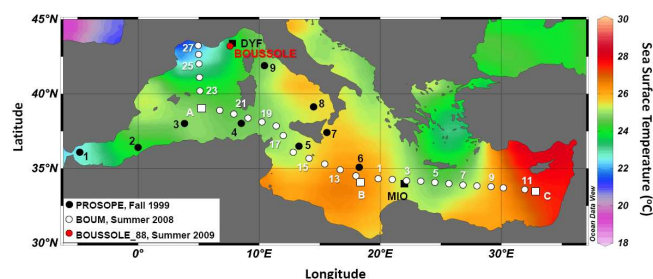 45°N
40°N
35°N
30°N
Latitude
27
25
23
A
21
19
17
15
13
B
1
3
5
7
9
11
C
DYF
BOUSSOLE
9
8
7
6
5
4
3
2
1
MIO
PROSOPE, Fall 1999
BOUM, Summer 2008
BOUSSOLE_88, Summer 2009
Ocean Data View
0°
10°E
20°E
30°E
Longitude
30
28
26
24
22
20
18
Sea Surface Temperature (ºC)